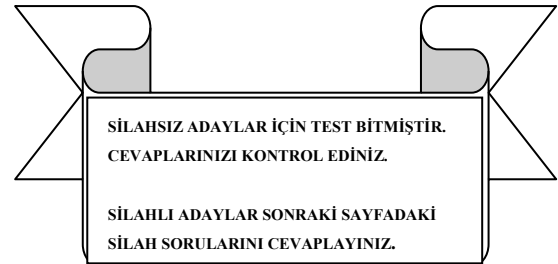 SİLAHSIZ ADAYLAR İÇİN TEST BİTMİŞTİR.
CEVAPLARINIZI KONTROL EDİNİZ.
SİLAHLI ADAYLAR SONRAKİ SAYFADAKİ
SİLAH SORULARINI CEVAPLAYINIZ.